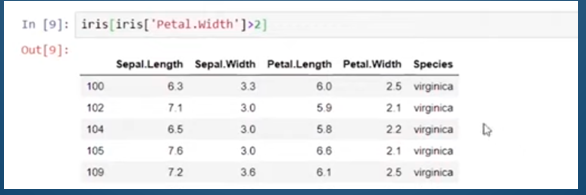 In [9]: iris[iris['Petal.Width']>2]
Out[9]:
Sepal.Length Sepal.Width Petal.Length Petal.Width Species
100 6.3 3.3 6.0 2.5 virginica
102 7.1 3.0 5.9 2.1 virginica
104 6.5 3.0 5.8 2.2 virginica
105 7.6 3.0 6.6 2.1 virginica
109 7.2 3.6 6.1 2.5 virginica